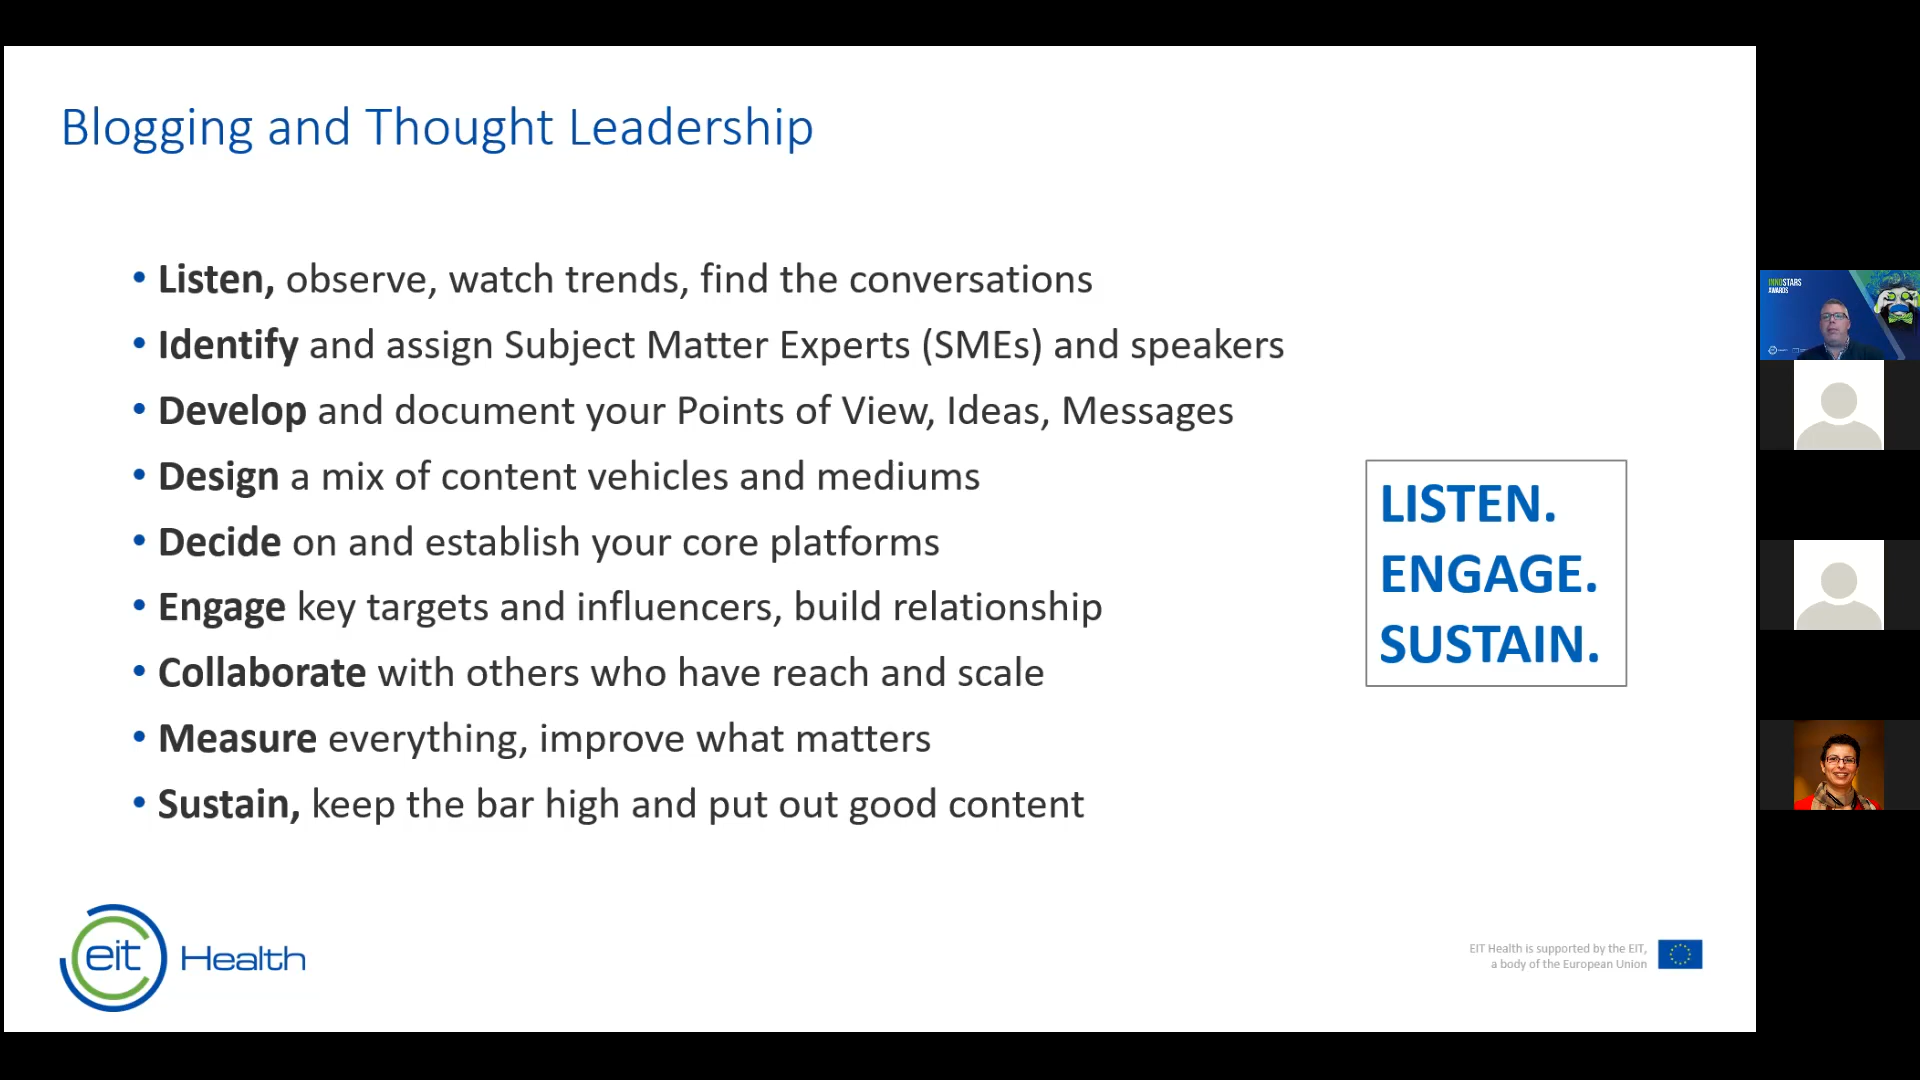 Blogging and Thought Leadership
• Listen, observe, watch trends, find the conversations
• Identify and assign Subject Matter Experts (SMEs) and speakers
• Develop and document your Points of View, Ideas, Messages
• Design a mix of content vehicles and mediums
• Decide on and establish your core platforms
• Engage key targets and influencers, build relationship
• Collaborate with others who have reach and scale
• Measure everything, improve what matters
• Sustain, keep the bar high and put out good content
LISTEN.
ENGAGE.
SUSTAIN.
eit Health
EIT Health is supported by the EIT,
a body of the European Union
INNOSTARS
AWARDS